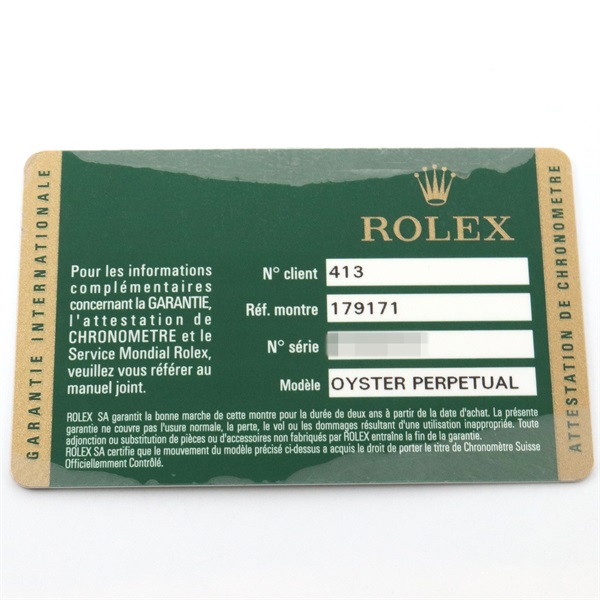 GARANTIE INTERNATIONALE
ROLEX
Pour les informations
complémentaires
concernant la GARANTIE,
l'attestation de
CHRONOMETRE et le
Service Mondial Rolex,
veuillez vous référer au
manuel joint.
N° client 413
Réf. montre 179171
N° série
Modèle OYSTER PERPETUAL
ROLEX SA garantit la bonne marche de cette montre pour la durée de deux ans à partir de la date d'achat. La présente
garantie ne couvre pas l'usure normale, la perte, le vol ou les dommages résultant d'une utilisation inappropriée. Toute
adjonction ou substitution de pièces ou d'accessoires non fabriqués par ROLEX entraîne la fin de la garantie.
ROLEX SA certifie que le mouvement du modèle précisé ci-dessus a acquis le droit de porter le titre de Chronomètre Suisse
Officiellement Contrôlé.
ATTESTATION DE CHRONOMETRE